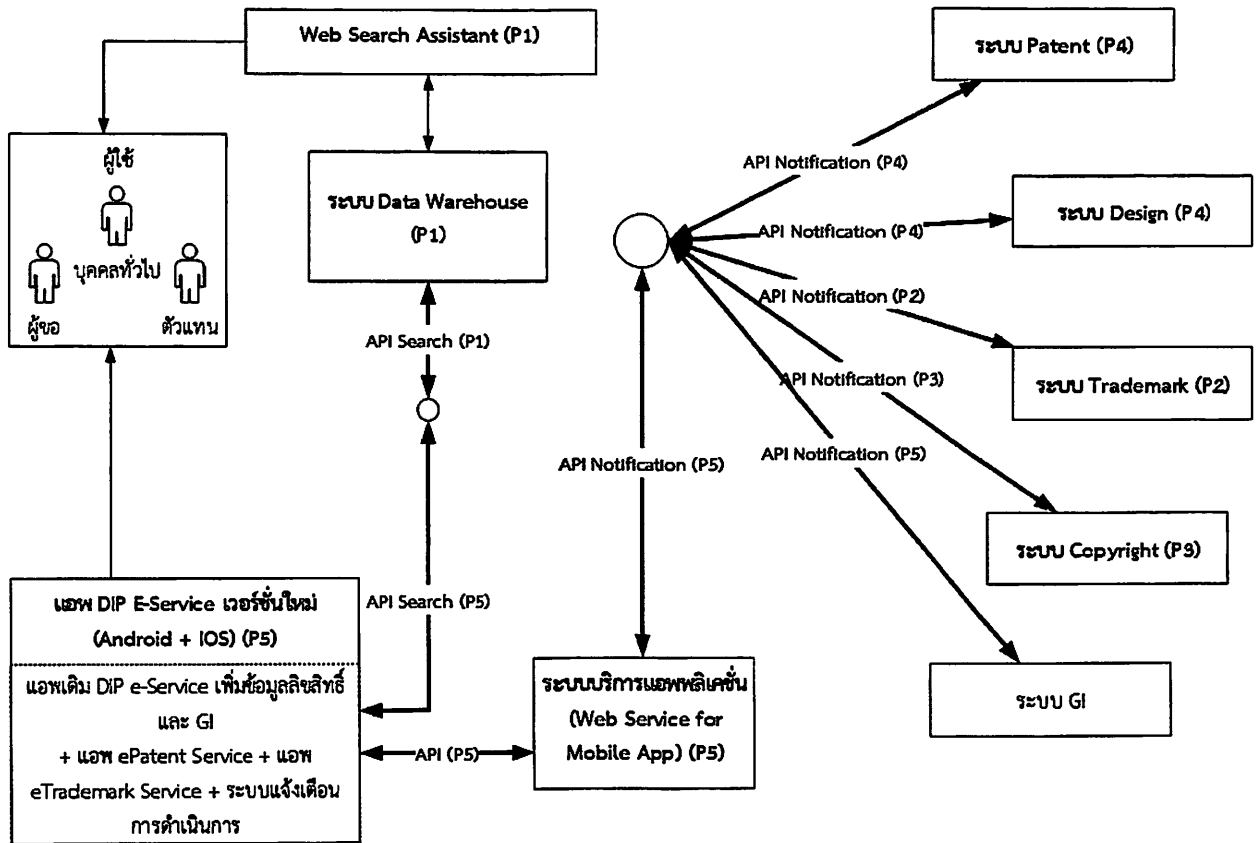 Web Search Assistant (P1)
ผู้ใช้
บุคคลทั่วไป
ผู้ขอ
ตัวแทน
ระบบ Data Warehouse
(P1)
API Search (P1)
API Search (P5)
แอพ DIP E-Service เวอร์ชั่นใหม่
(Android + IOS) (P5)
แอพเดิม DIP e-Service เพิ่มข้อมูลลิขสิทธิ์
และ GI
+ แอพ ePatent Service + แอพ
eTrademark Service + ระบบแจ้งเตือน
การดำเนินการ
API (P5)
ระบบบริการแอพพลิเคชั่น
(Web Service for
Mobile App) (P5)
API Notification (P5)
API Notification (P4)
API Notification (P4)
API Notification (P2)
API Notification (P3)
API Notification (P5)
ระบบ Patent (P4)
ระบบ Design (P4)
ระบบ Trademark (P2)
ระบบ Copyright (P3)
ระบบ GI